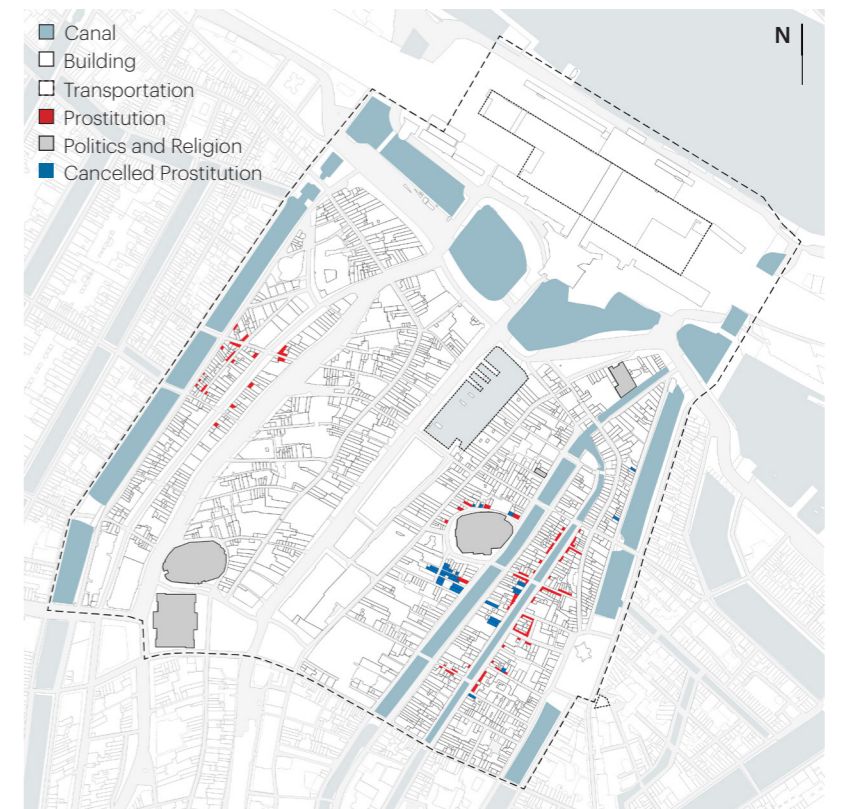 Canal
Building
Transportation
Prostitution
Politics and Religion
Cancelled Prostitution
N